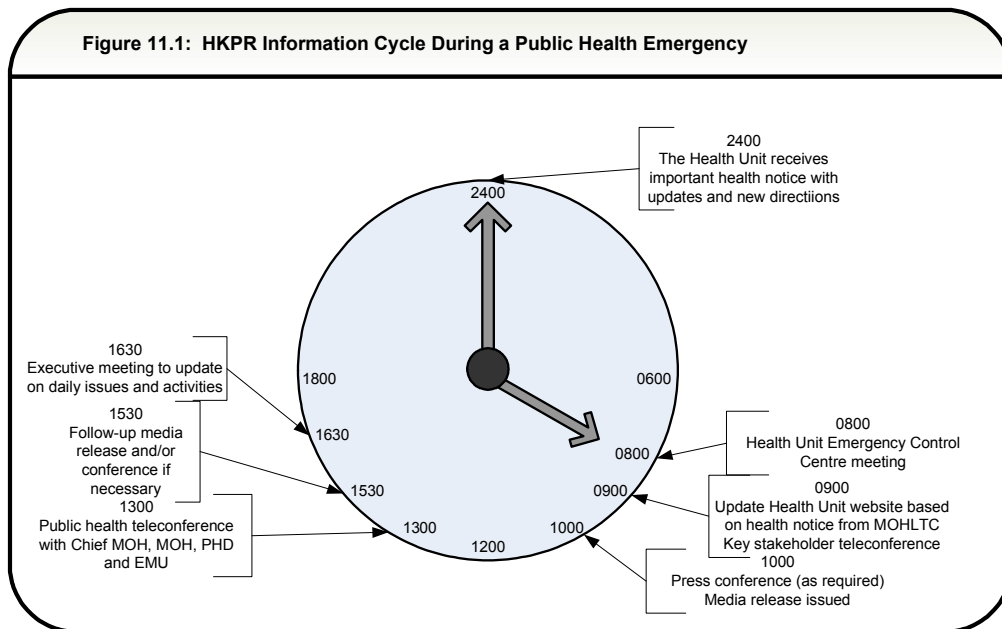 Figure 11.1: HKPR Information Cycle During a Public Health Emergency
2400
The Health Unit receives
important health notice with
updates and new directiions
2400
0600
0800
0900
1000
1200
1300
1530
1630
1800
0800
Health Unit Emergency Control
Centre meeting
0900
Update Health Unit website based
on health notice from MOHLTC
Key stakeholder teleconference
1000
Press conference (as required)
Media release issued
1300
Public health teleconference
with Chief MOH, MOH, PHD
and EMU
1530
Follow-up media
release and/or
conference if
necessary
1630
Executive meeting to update
on daily issues and activities